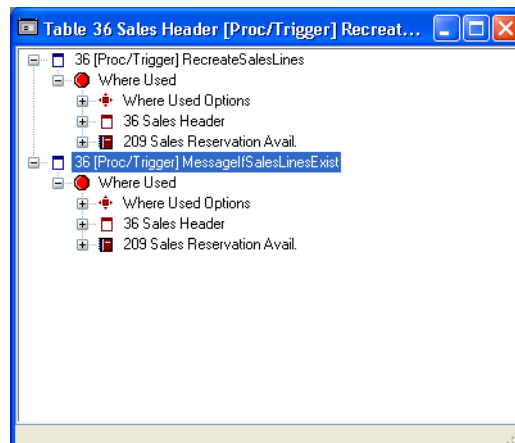 Table 36 Sales Header [Proc/Trigger] Recreat...
36 [Proc/Trigger] RecreateSalesLines
Where Used
Where Used Options
36 Sales Header
209 Sales Reservation Avail.
36 [Proc/Trigger] MessageIfSalesLinesExist
Where Used
Where Used Options
36 Sales Header
209 Sales Reservation Avail.